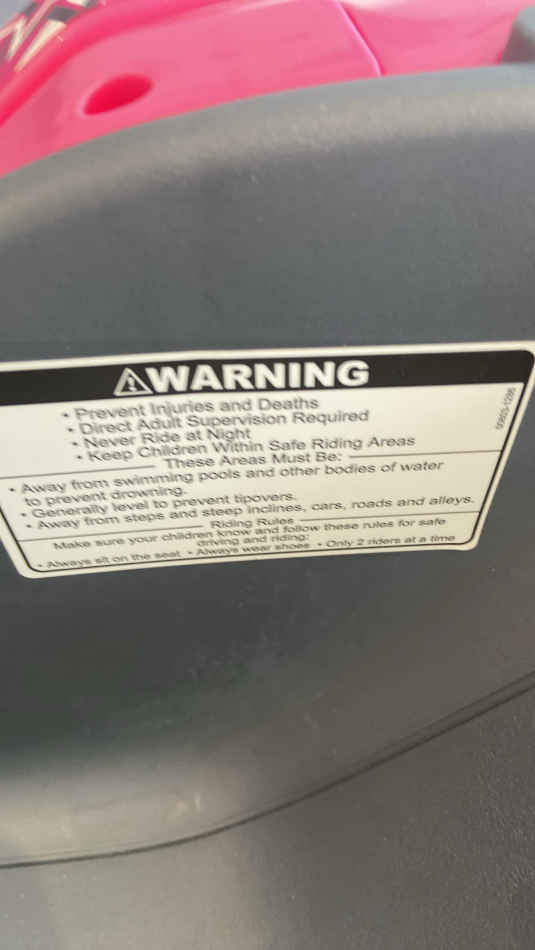 WARNING
• Prevent Injuries and Deaths
• Direct Adult Supervision Required
• Never Ride at Night
• Keep Children Within Safe Riding Areas
These Areas Must Be:
• Away from swimming pools and other bodies of water
to prevent drowning.
• Generally level to prevent tipovers.
• Away from steps and steep inclines, cars, roads and alleys.
Riding Rules
Make sure your children know and follow these rules for safe
driving and riding:
• Always sit on the seat • Always wear shoes • Only 2 riders at a time